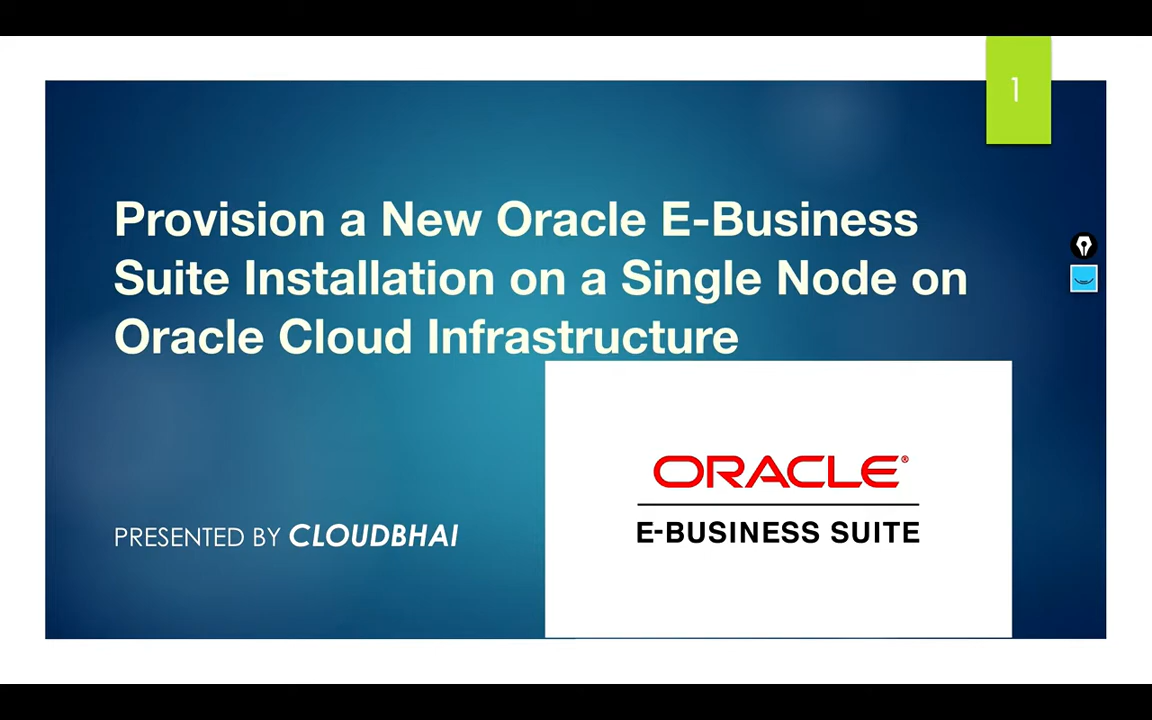 1
Provision a New Oracle E-Business
Suite Installation on a Single Node on
Oracle Cloud Infrastructure
ORACLE®
E-BUSINESS SUITE
PRESENTED BY CLOUDBHAI